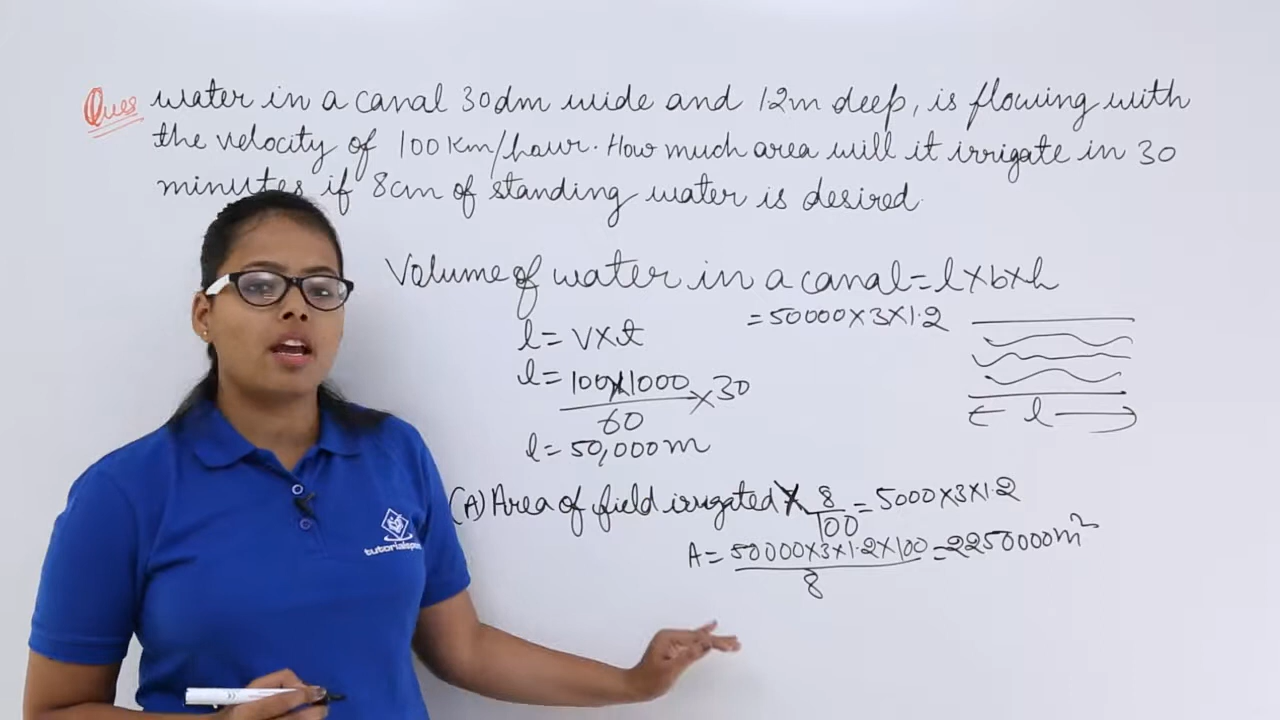 Ques water in a canal 30dm wide and 12m deep, is flowing with
the velocity of 100 km/hour. How much area will it irrigate in 30
minutes if 8cm of standing water is desired.
Volume of water in a canal = l×b×h
= 50000×3×1.2
l = v×t
l = 100×1000 × 30
60
l = 50,000m
l
(A) Area of field irrigated × 8 = 5000×3×1.2
100
A = 50000×3×1.2×100 = 2250000m²
8
tutorialspoint